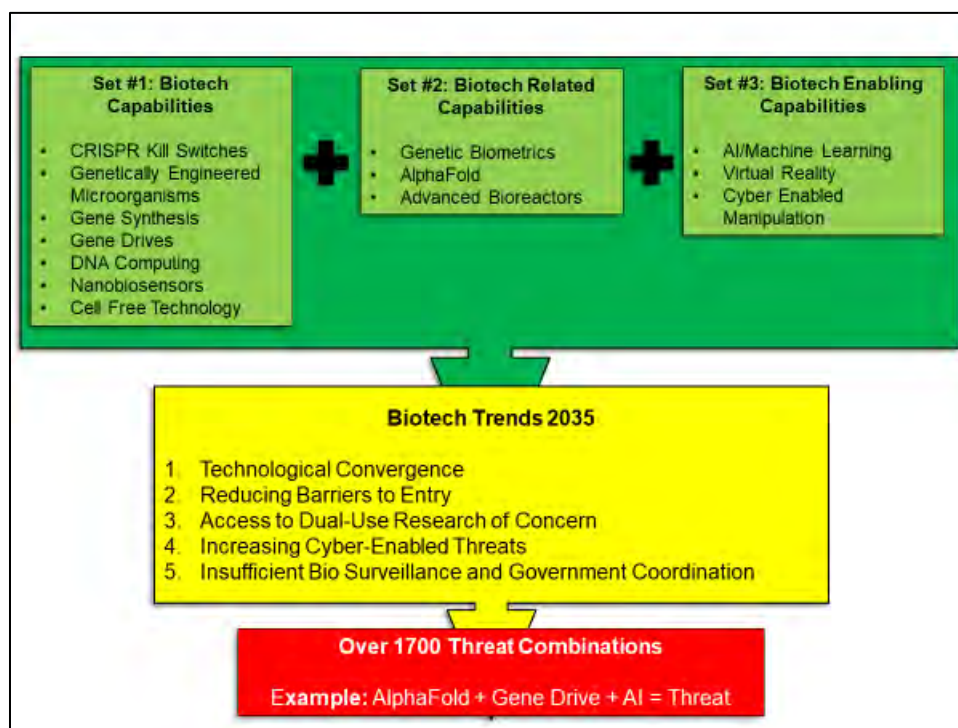 Set #1: Biotech
Capabilities
• CRISPR Kill Switches
• Genetically Engineered
Microorganisms
• Gene Synthesis
• Gene Drives
• DNA Computing
• Nanobiosensors
• Cell Free Technology
Set #2: Biotech Related
Capabilities
• Genetic Biometrics
• AlphaFold
• Advanced Bioreactors
Set #3: Biotech Enabling
Capabilities
• AI/Machine Learning
• Virtual Reality
• Cyber Enabled
Manipulation
Biotech Trends 2035
1. Technological Convergence
2. Reducing Barriers to Entry
3. Access to Dual-Use Research of Concern
4. Increasing Cyber-Enabled Threats
5. Insufficient Bio Surveillance and Government Coordination
Over 1700 Threat Combinations
Example: AlphaFold + Gene Drive + AI = Threat